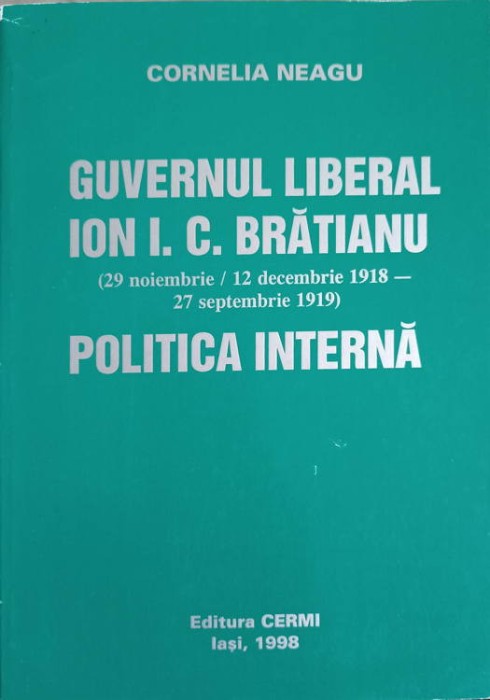 CORNELIA NEAGU
GUVERNUL LIBERAL
ION I. C. BRĂTIANU
(29 noiembrie / 12 decembrie 1918 —
27 septembrie 1919)
POLITICA INTERNĂ
Editura CERMI
Iași, 1998